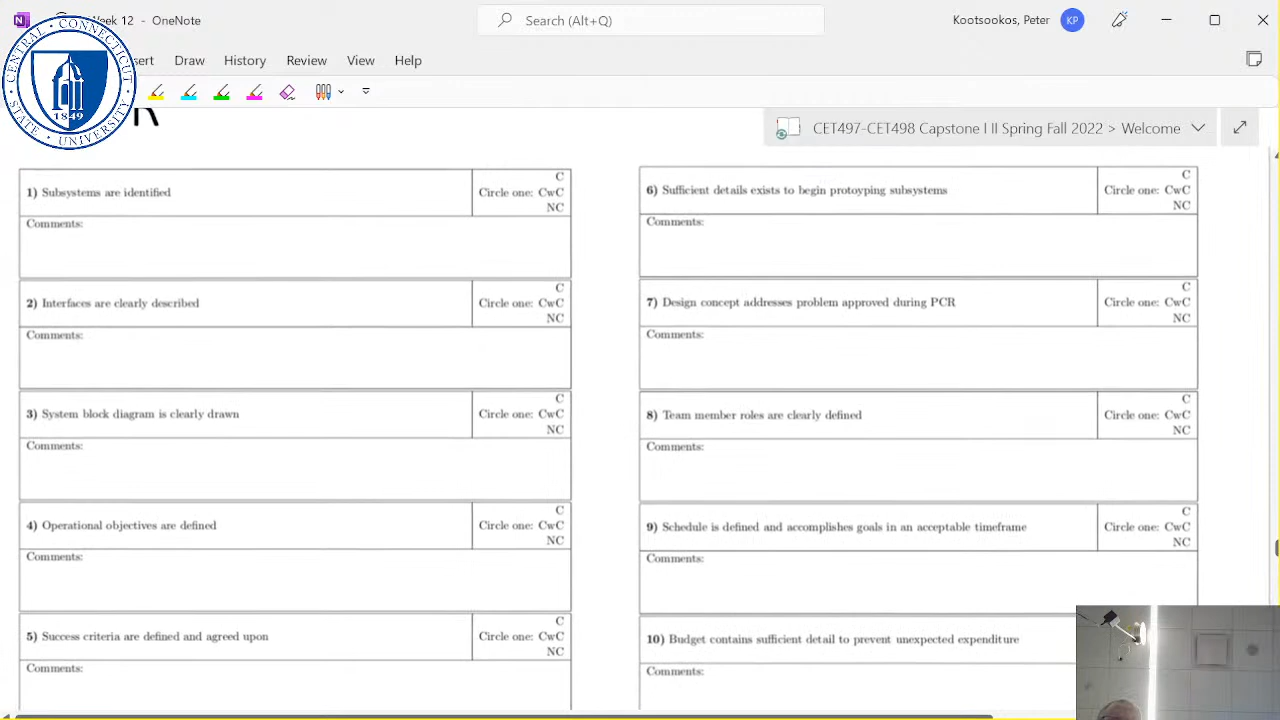 Week 12 - OneNote
Search (Alt+Q)
Kootsookos, Peter
KP
Draw
History
Review
View
Help
CENTRAL CONNECTICUT STATE UNIVERSITY
1849
CET497-CET498 Capstone I II Spring Fall 2022 > Welcome
1) Subsystems are identified
Circle one: C
CwC
NC
Comments:
2) Interfaces are clearly described
Circle one: C
CwC
NC
Comments:
3) System block diagram is clearly drawn
Circle one: C
CwC
NC
Comments:
4) Operational objectives are defined
Circle one: C
CwC
NC
Comments:
5) Success criteria are defined and agreed upon
Circle one: C
CwC
NC
Comments:
6) Sufficient details exists to begin protoyping subsystems
Circle one: C
CwC
NC
Comments:
7) Design concept addresses problem approved during PCR
Circle one: C
CwC
NC
Comments:
8) Team member roles are clearly defined
Circle one: C
CwC
NC
Comments:
9) Schedule is defined and accomplishes goals in an acceptable timeframe
Circle one: C
CwC
NC
Comments:
10) Budget contains sufficient detail to prevent unexpected expenditure
Comments: